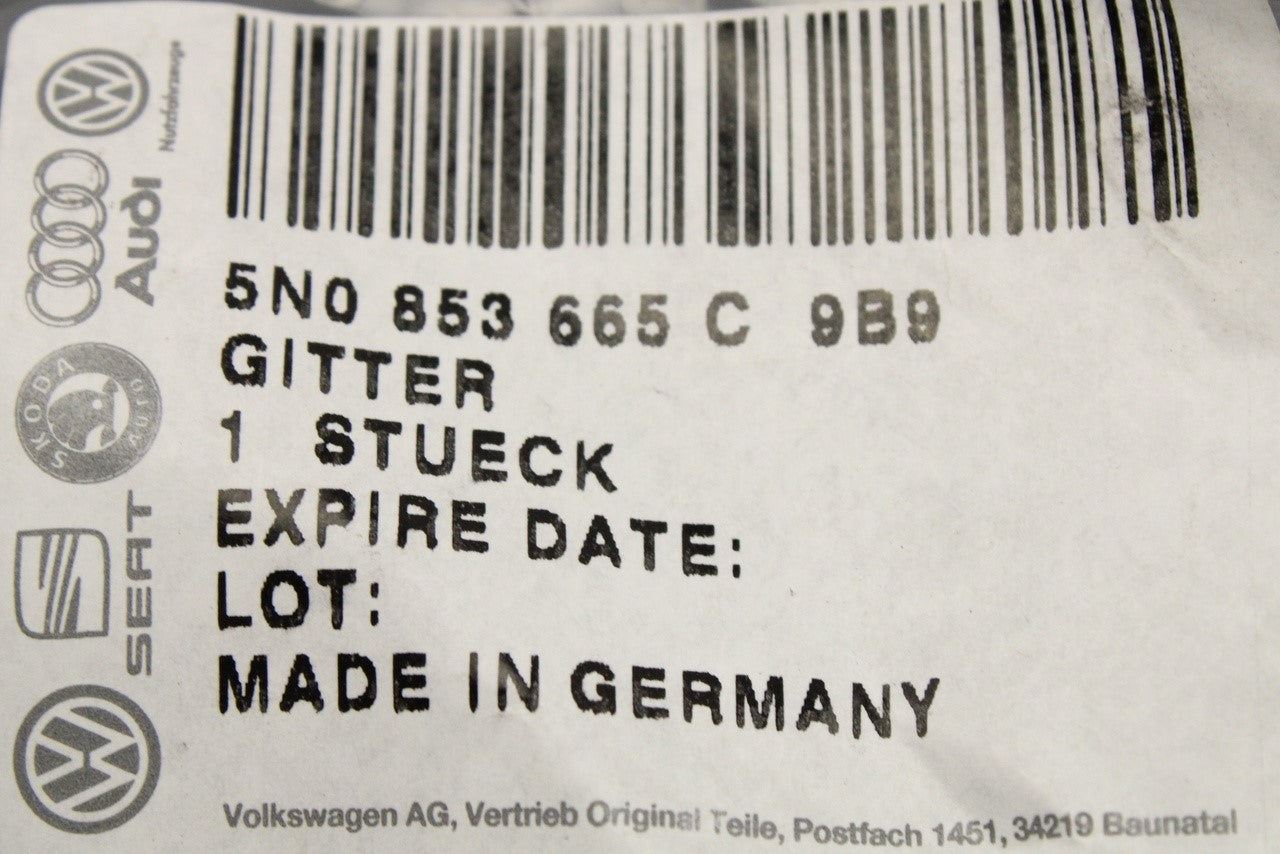 5N0 853 665 C 9B9
GITTER
1 STUECK
EXPIRE DATE:
LOT:
MADE IN GERMANY
Volkswagen AG, Vertrieb Original Teile, Postfach 1451, 34219 Baunatal
Nutzfahrzeuge
Audi
SKODA AUTO
SEAT